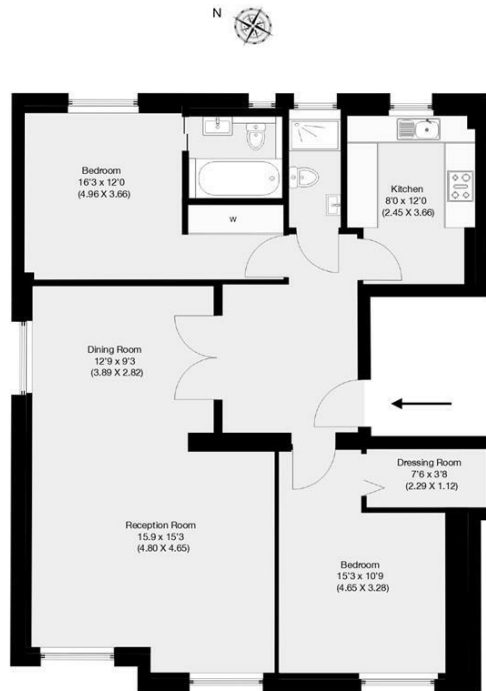 N
Bedroom
16'3 x 12'0
(4.96 X 3.66)
W
Kitchen
8'0 x 12'0
(2.45 X 3.66)
Dining Room
12'9 x 9'3
(3.89 X 2.82)
Dressing Room
7'6 x 3'8
(2.29 X 1.12)
Reception Room
15.9 x 15'3
(4.80 X 4.65)
Bedroom
15'3 x 10'9
(4.65 X 3.28)